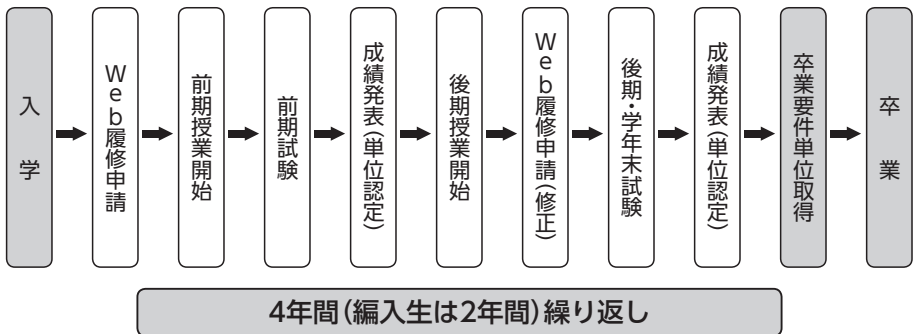 入学
Web履修申請
前期授業開始
前期試験
成績発表(単位認定)
後期授業開始
Web履修申請(修正)
後期・学年末試験
成績発表(単位認定)
卒業要件単位取得
卒業
4年間(編入生は2年間)繰り返し